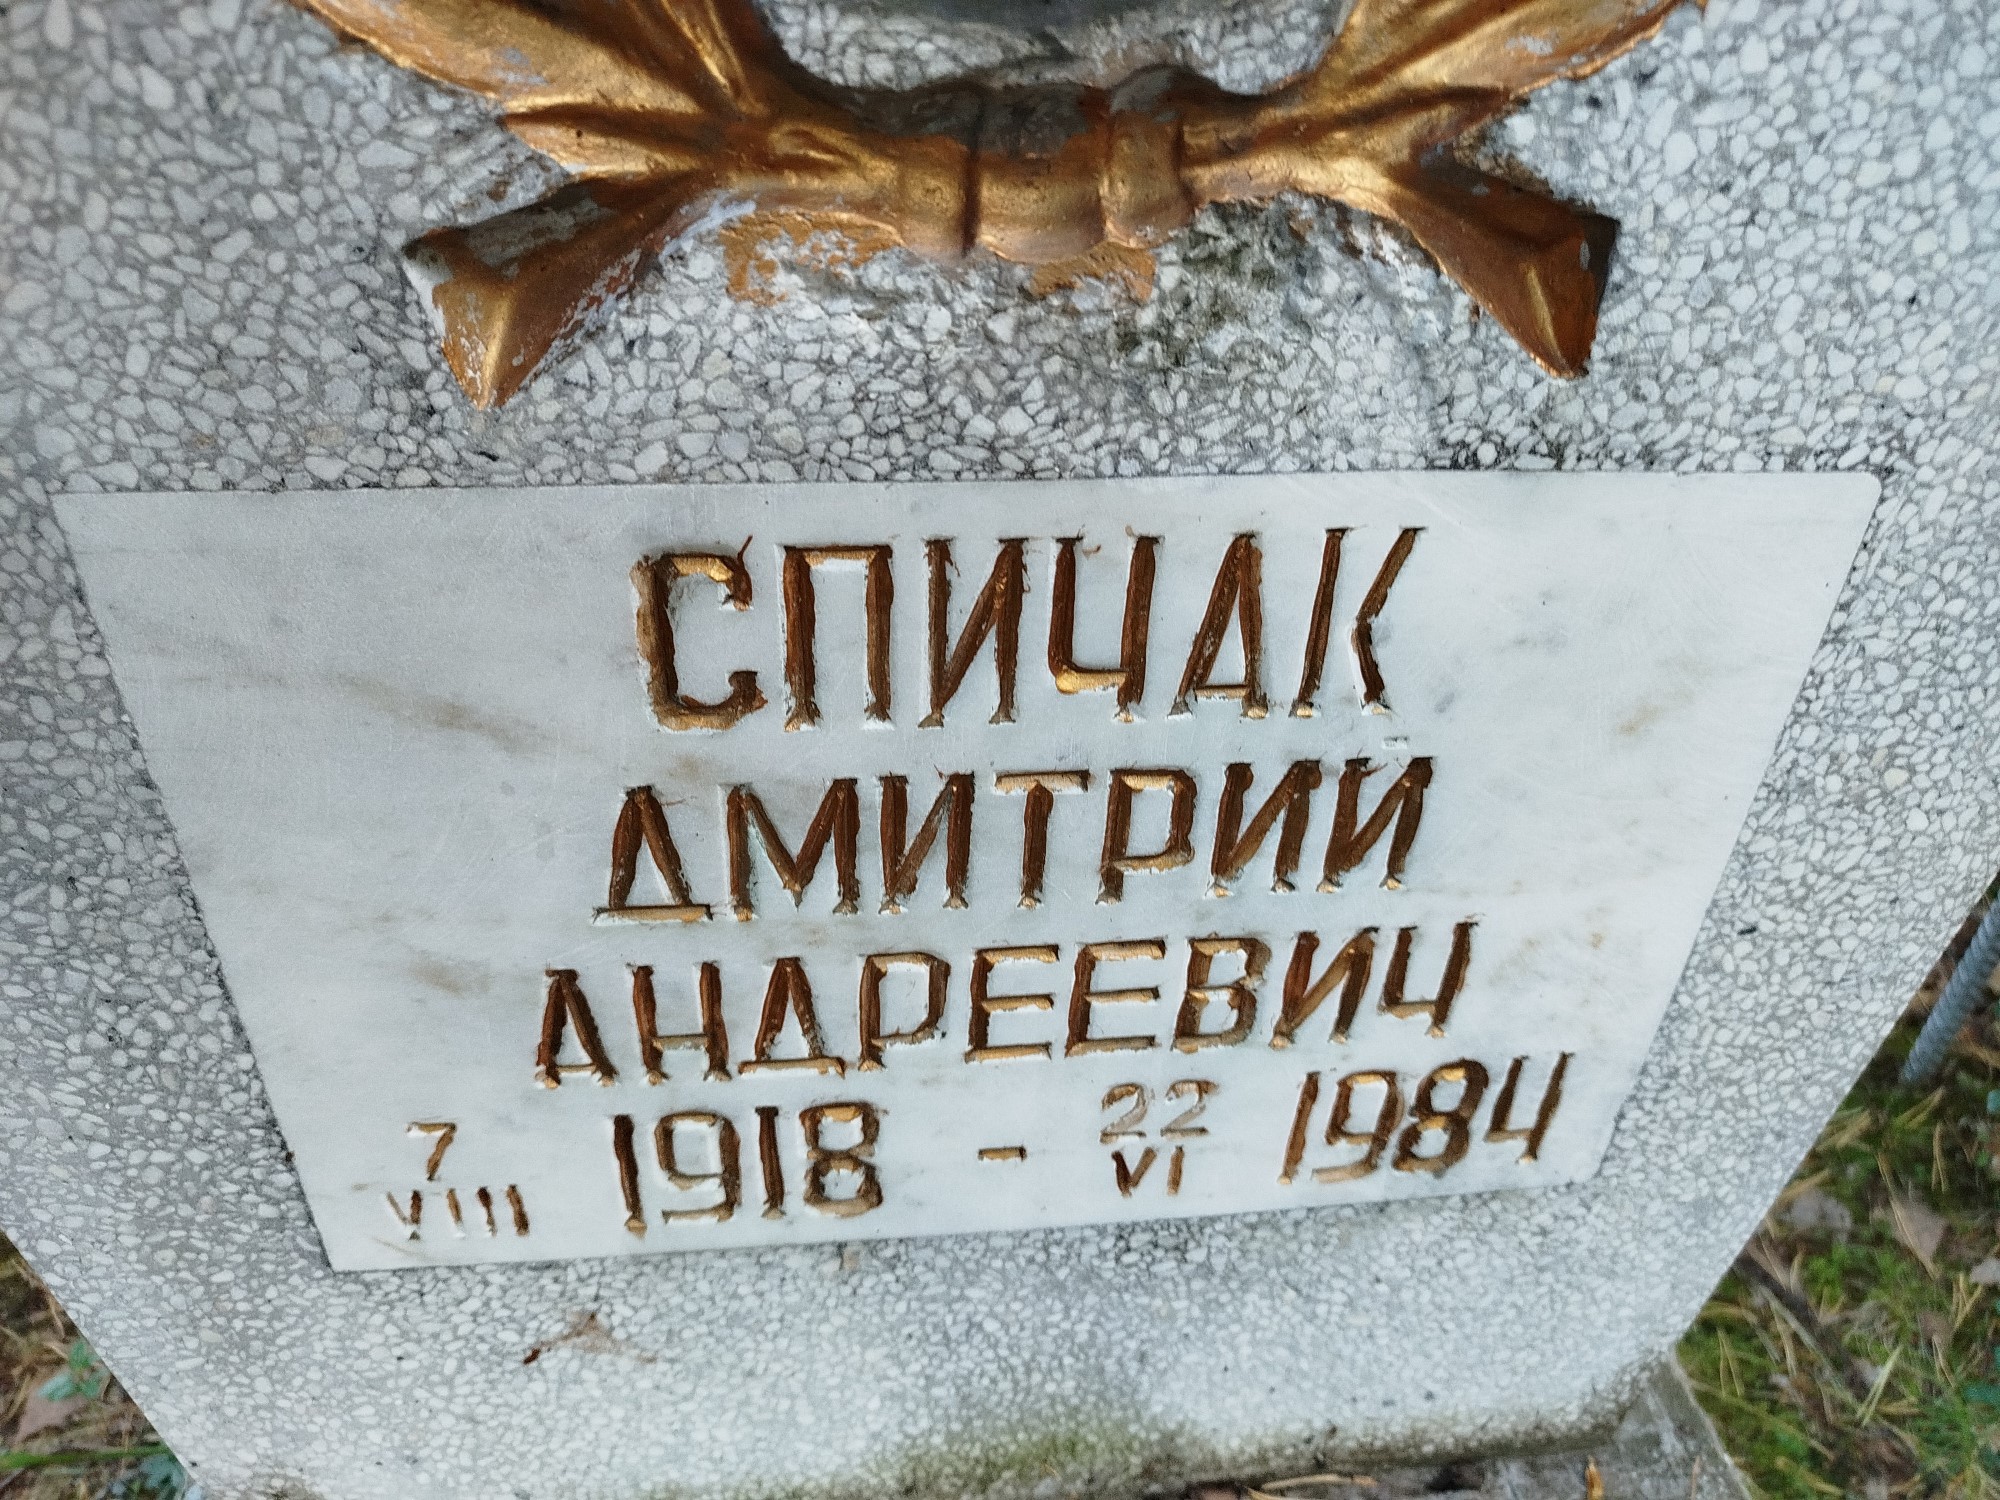 СПИЧАК
ДМИТРИЙ
АНДРЕЕВИЧ
7 VIII 1918 - 22 VI 1984